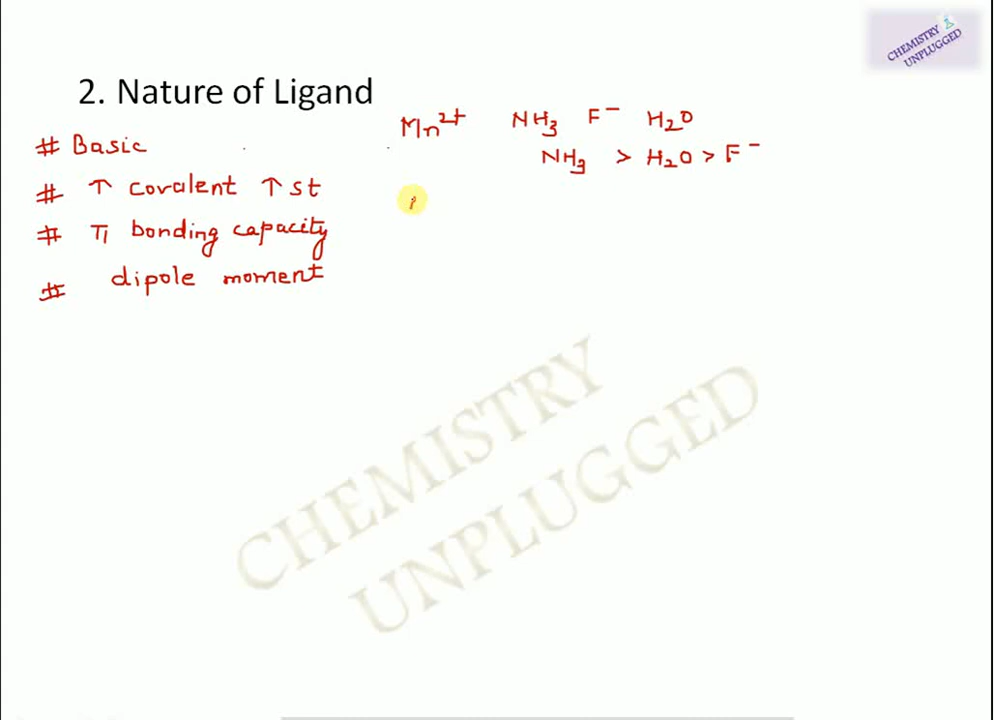 CHEMISTRY
UNPLUGGED
2. Nature of Ligand
Mn²⁺ NH₃ F⁻ H₂O
# Basic
NH₃ > H₂O > F⁻
# ↑ covalent ↑ st
# π bonding capacity
# dipole moment
CHEMISTRY
UNPLUGGED